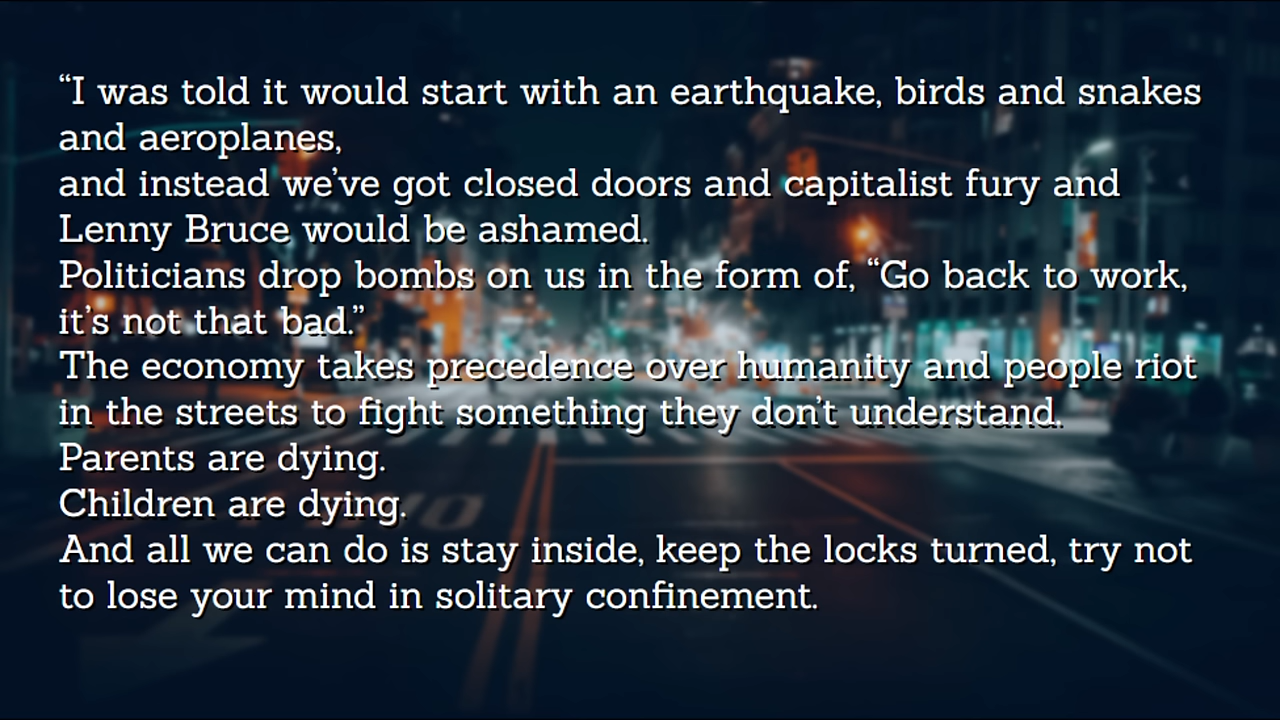 “I was told it would start with an earthquake, birds and snakes
and aeroplanes,
and instead we’ve got closed doors and capitalist fury and
Lenny Bruce would be ashamed.
Politicians drop bombs on us in the form of, “Go back to work,
it’s not that bad.”
The economy takes precedence over humanity and people riot
in the streets to fight something they don’t understand.
Parents are dying.
Children are dying.
And all we can do is stay inside, keep the locks turned, try not
to lose your mind in solitary confinement.